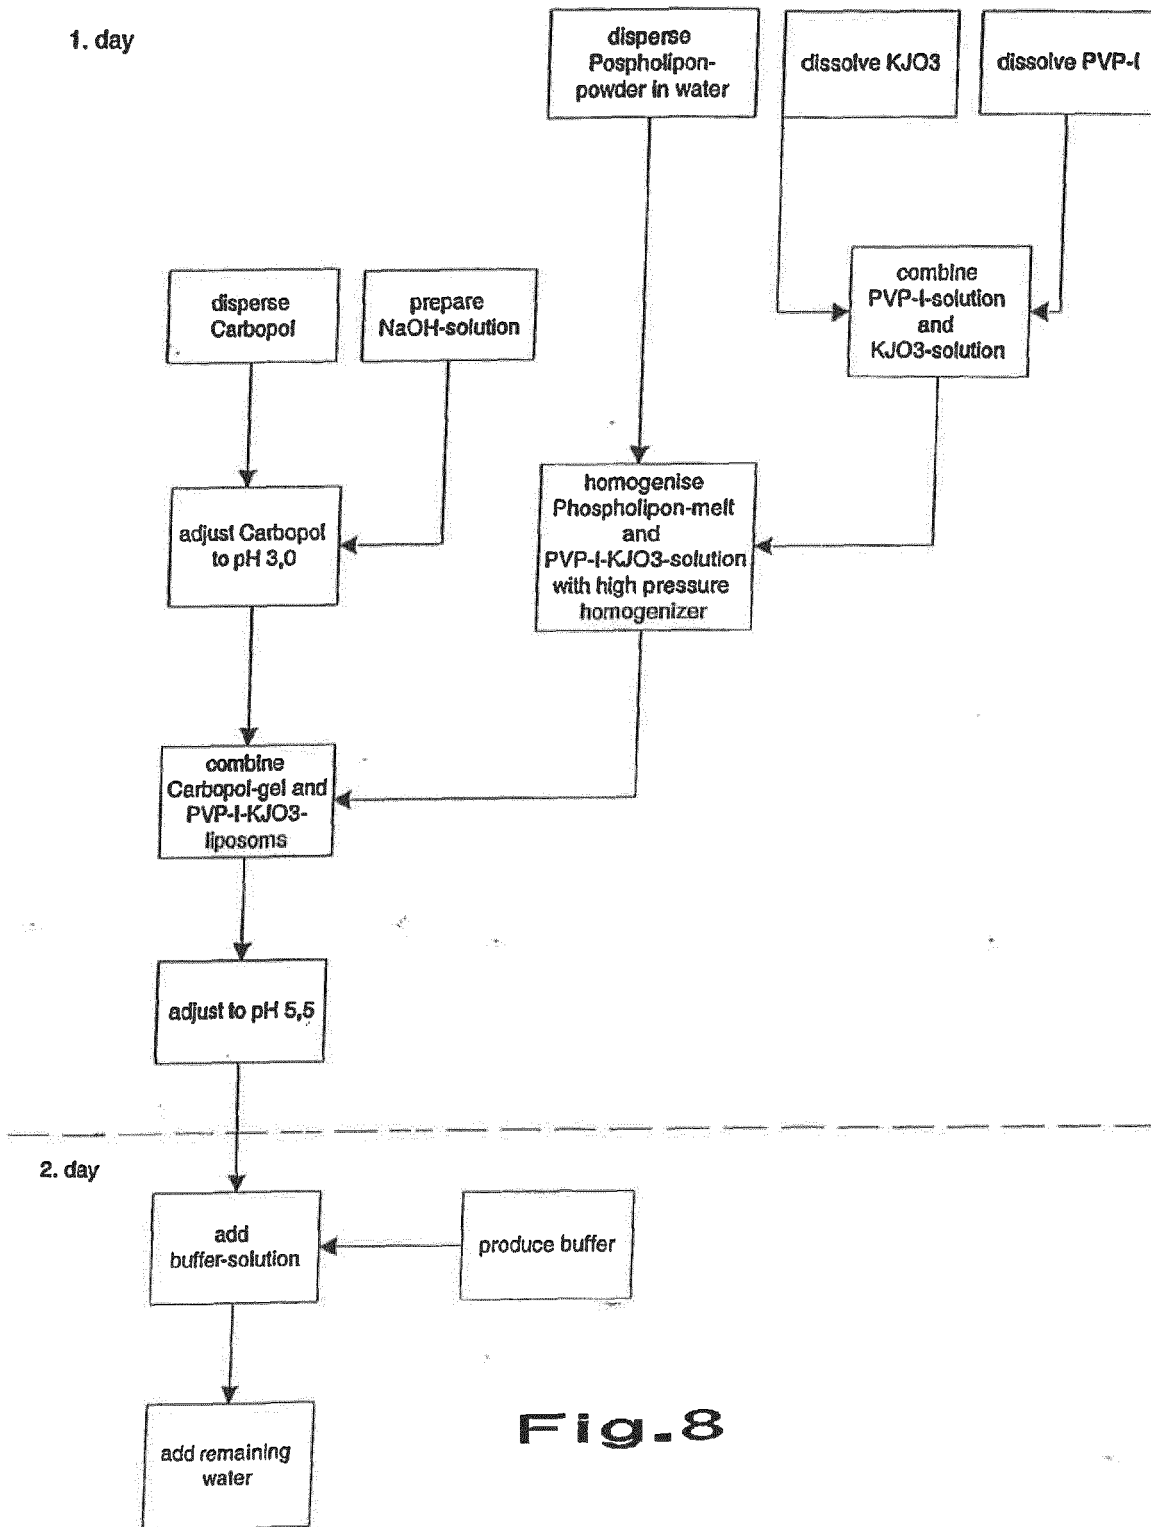 1. day
disperse
Pospholipon-
powder in water
dissolve KJO3
dissolve PVP-I
combine
PVP-I-solution
and
KJO3-solution
disperse
Carbopol
prepare
NaOH-solution
adjust Carbopol
to pH 3,0
homogenise
Phospholipon-melt
and
PVP-I-KJO3-solution
with high pressure
homogenizer
combine
Carbopol-gel and
PVP-I-KJO3-
liposoms
adjust to pH 5,5
2. day
add
buffer-solution
produce buffer
add remaining
water
Fig.8